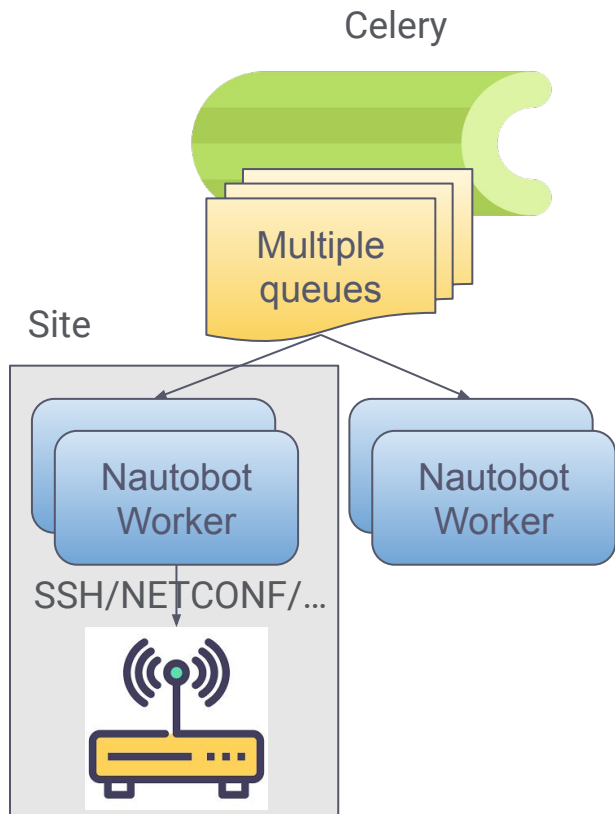 Celery
Multiple
queues
Site
Nautobot
Worker
Nautobot
Worker
SSH/NETCONF/…